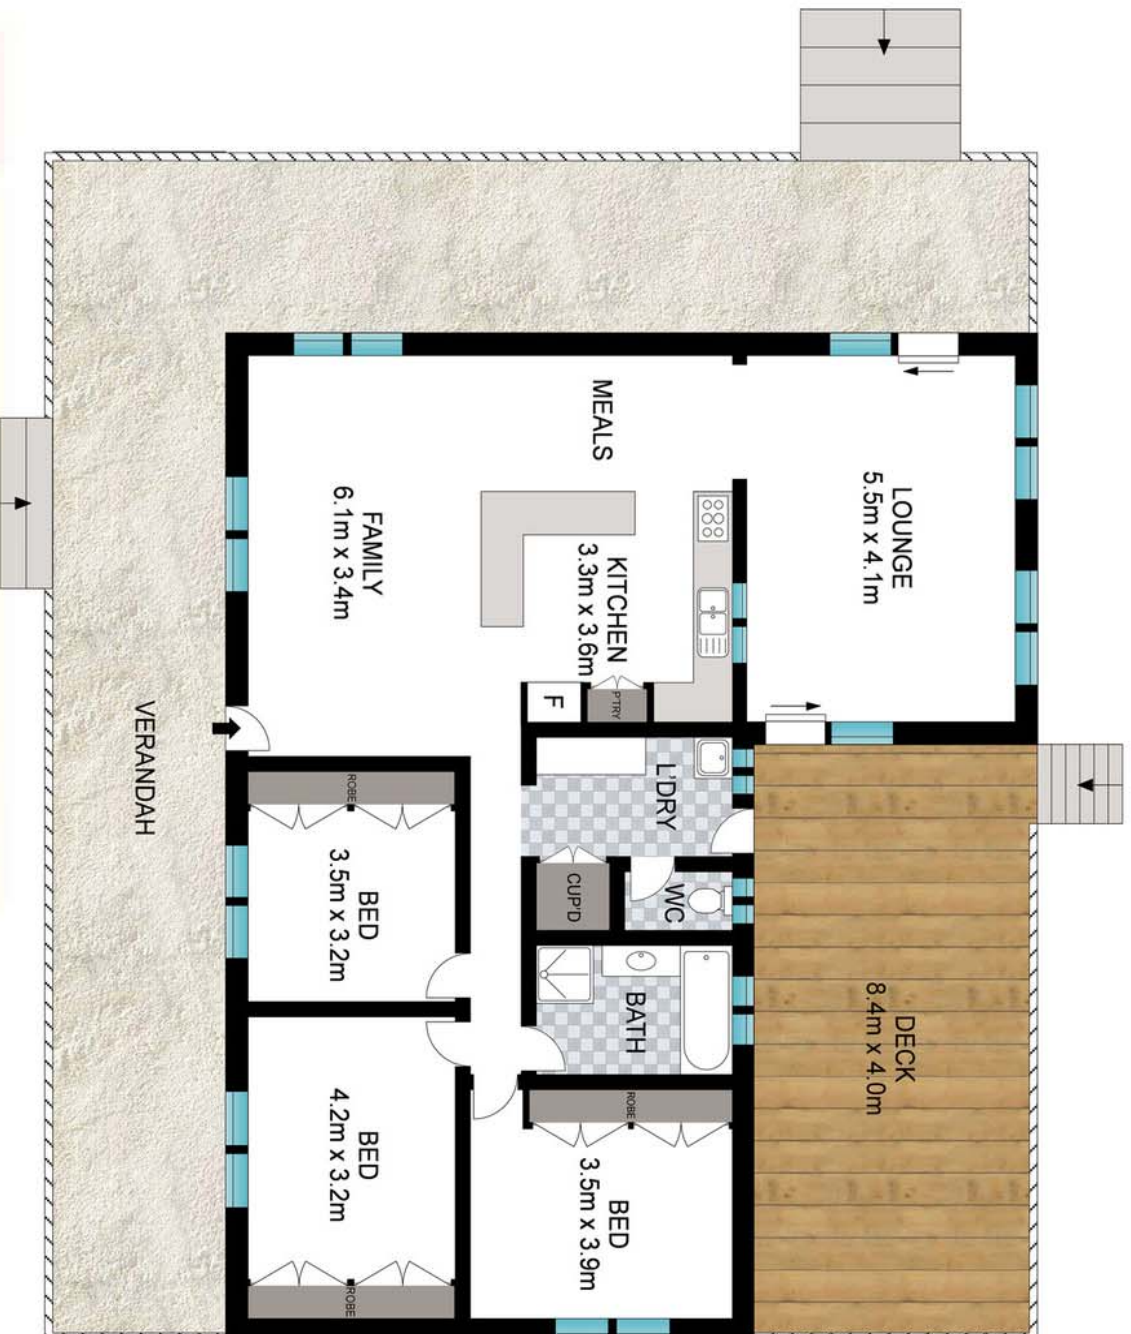 DECK
8.4m x 4.0m
LOUNGE
5.5m x 4.1m
L'DRY
WC
BATH
KITCHEN
3.3m x 3.6m
P'TRY
F
MEALS
CUP'D
ROBE
BED
3.5m x 3.9m
FAMILY
6.1m x 3.4m
ROBE
BED
3.5m x 3.2m
BED
4.2m x 3.2m
ROBE
VERANDAH